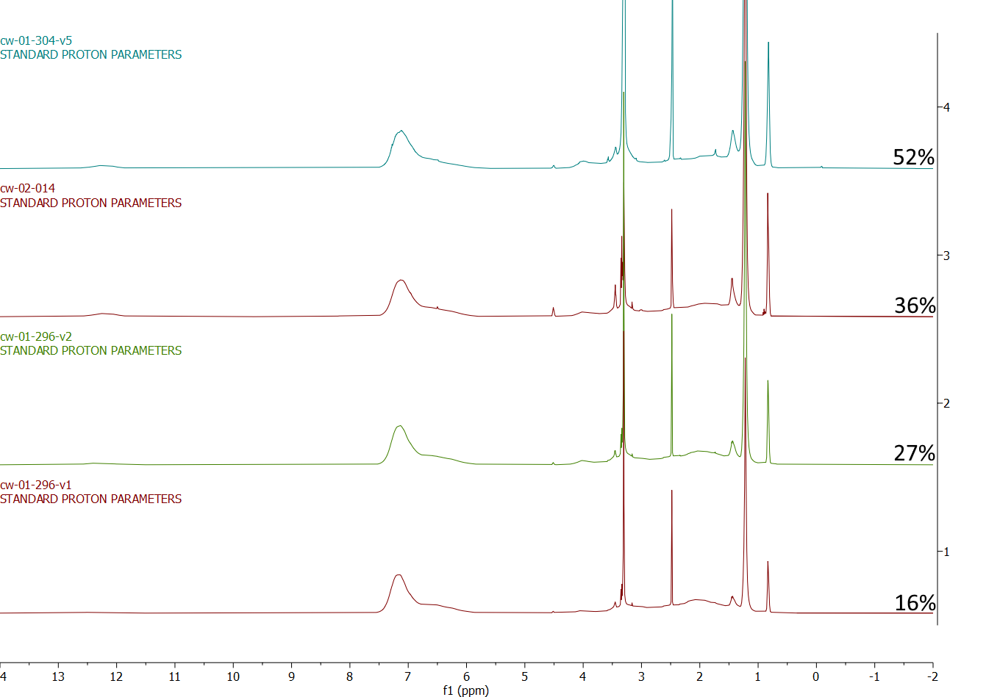 cw-01-304-v5
STANDARD PROTON PARAMETERS
4
52%
cw-02-014
STANDARD PROTON PARAMETERS
3
36%
cw-01-296-v2
STANDARD PROTON PARAMETERS
2
27%
cw-01-296-v1
STANDARD PROTON PARAMETERS
1
16%
4 13 12 11 10 9 8 7 6 5 4 3 2 1 0 -1 -2
f1 (ppm)